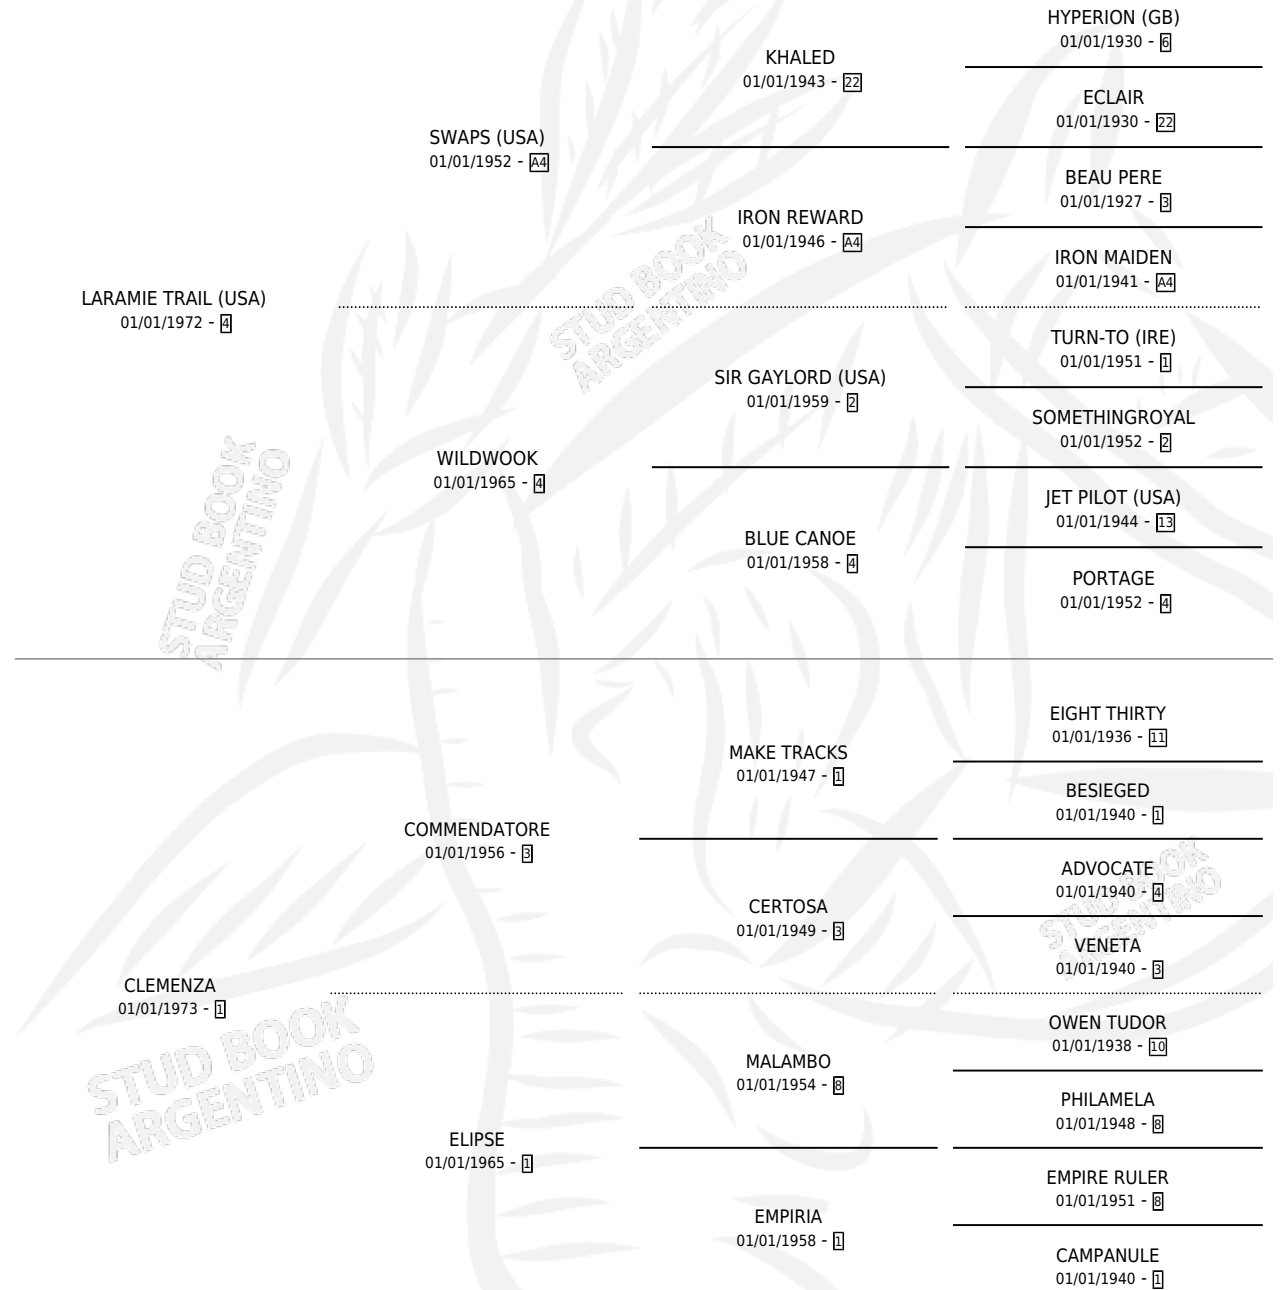 HYPERION (GB)
01/01/1930 - 6
KHALED
01/01/1943 - 22
ECLAIR
01/01/1930 - 22
SWAPS (USA)
01/01/1952 - A4
BEAU PERE
01/01/1927 - 3
IRON REWARD
01/01/1946 - A4
IRON MAIDEN
01/01/1941 - A4
LARAMIE TRAIL (USA)
01/01/1972 - 4
TURN-TO (IRE)
01/01/1951 - 1
SIR GAYLORD (USA)
01/01/1959 - 2
SOMETHINGROYAL
01/01/1952 - 2
WILDWOOK
01/01/1965 - 4
JET PILOT (USA)
01/01/1944 - 13
BLUE CANOE
01/01/1958 - 4
PORTAGE
01/01/1952 - 4
EIGHT THIRTY
01/01/1936 - 11
MAKE TRACKS
01/01/1947 - 1
BESIEGED
01/01/1940 - 1
COMMENDATORE
01/01/1956 - 3
ADVOCATE
01/01/1940 - 4
CERTOSA
01/01/1949 - 3
VENETA
01/01/1940 - 3
CLEMENZA
01/01/1973 - 1
OWEN TUDOR
01/01/1938 - 10
MALAMBO
01/01/1954 - 8
PHILAMELA
01/01/1948 - 8
ELIPSE
01/01/1965 - 1
EMPIRE RULER
01/01/1951 - 8
EMPIRIA
01/01/1958 - 1
CAMPANULE
01/01/1940 - 1
STUD BOOK
ARGENTINO
STUD BOOK
ARGENTINO
STUD BOOK
ARGENTINO
STUD BOOK
ARGENTINO